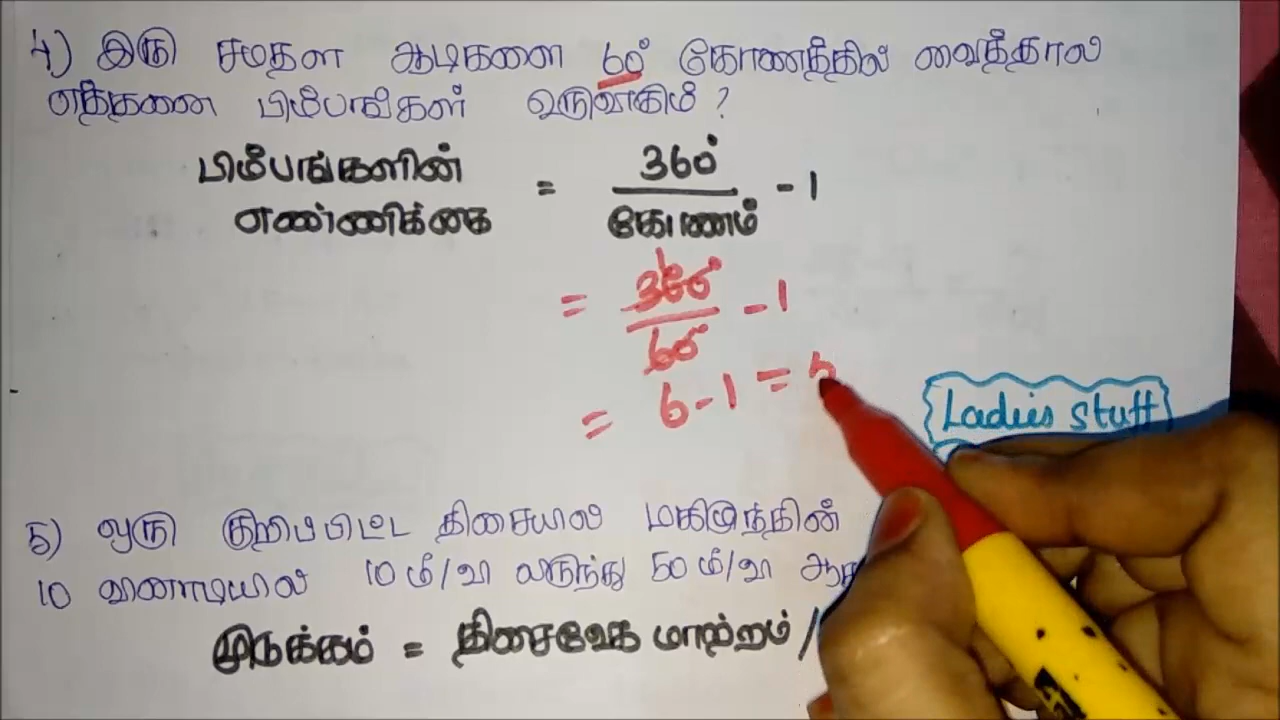 4) இரு சமதள ஆடிகளை 60° கோணத்தில் வைத்தால்
எத்தனை பிம்பங்கள் உருவாகும் ?
பிம்பங்களின் எண்ணிக்கை = 360° / கோணம் - 1
= 360° / 60° - 1
= 6 - 1 = 5
Ladies Stuff
5) ஒரு குறிப்பிட்ட திசையில் மகிழுந்தின்
10 வினாடியில் 10 மீ/வி லிருந்து 50 மீ/வி
முடுக்கம் = திசைவேக மாற்றம் /